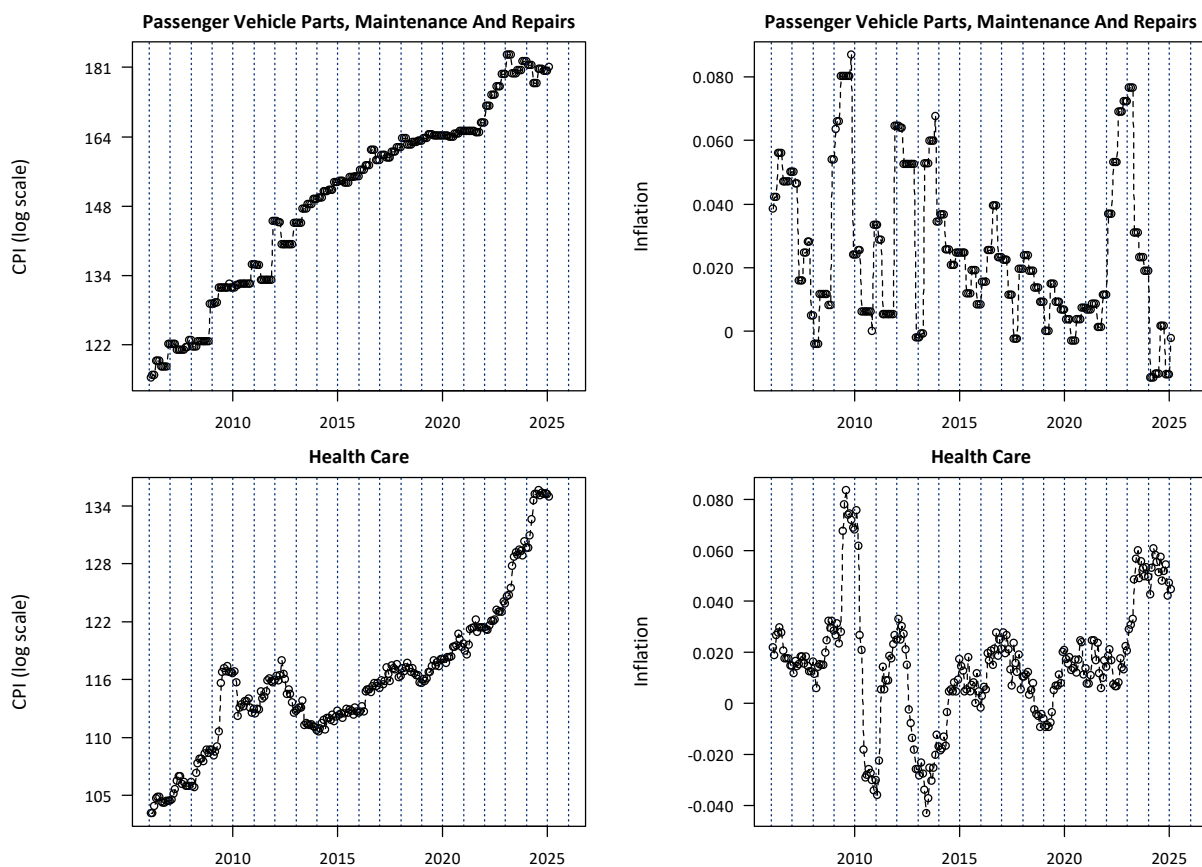 Passenger Vehicle Parts, Maintenance And Repairs
CPI (log scale)
181
164
148
134
122
2010 2015 2020 2025
Passenger Vehicle Parts, Maintenance And Repairs
Inflation
0.080
0.060
0.040
0.020
0
2010 2015 2020 2025
Health Care
CPI (log scale)
134
128
122
116
110
105
2010 2015 2020 2025
Health Care
Inflation
0.080
0.060
0.040
0.020
0
-0.020
-0.040
2010 2015 2020 2025